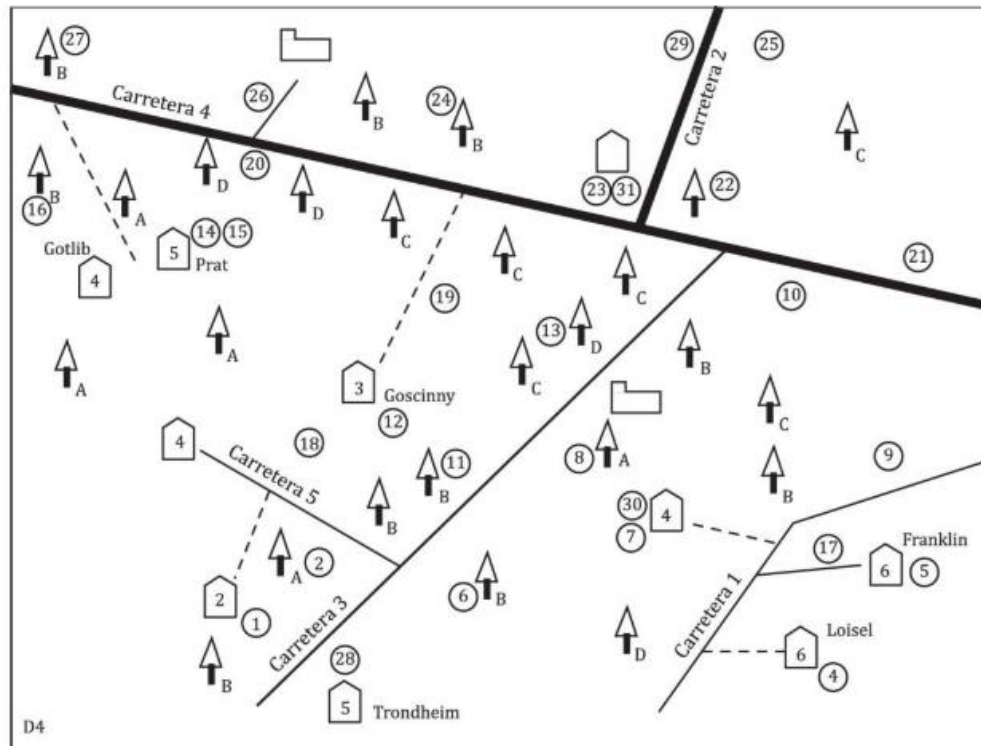 27
B
Carretera 4
26
B
24
B
29
Carretera 2
25
C
16
B
A
D
20
D
C
23 31
22
14 15
Gotlib
4
5
Prat
C
C
21
10
19
13
D
B
A
A
3
Goscinny
12
C
C
4
18
Carretera 5
11
B
8
A
B
9
B
30
7
4
17
Franklin
6
5
A
2
2
1
6
B
Carretera 1
Carretera 3
B
28
5
Trondheim
D
Loisel
6
4
D4